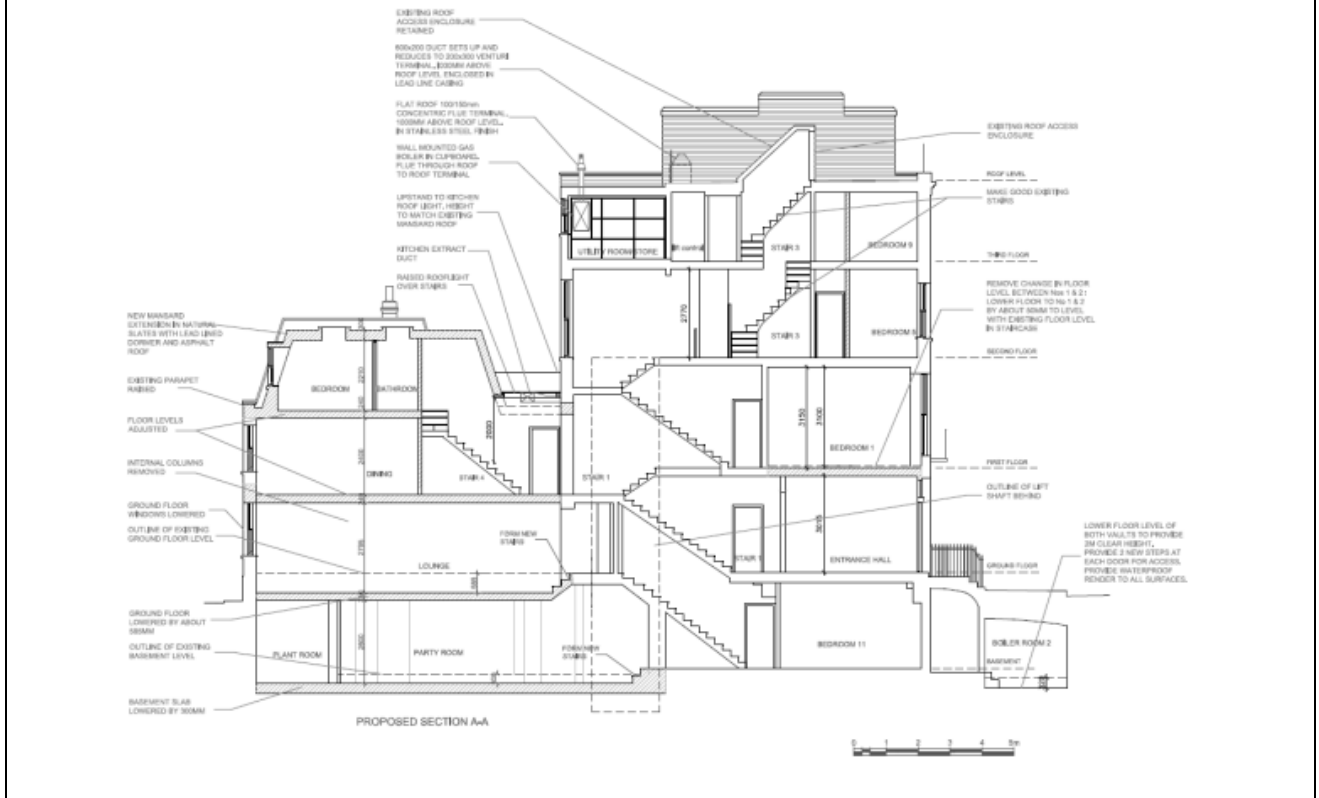 EXISTING ROOF
ACCESS ENCLOSURE
RETAINED
600x200 DUCT SETS UP AND
REDUCES TO 200x300 VENTURI
TERMINAL, 1000MM ABOVE
ROOF LEVEL ENCLOSED IN
LEAD LINE CASING
FLAT ROOF 100/150mm
CONCENTRIC FLUE TERMINAL,
1000MM ABOVE ROOF LEVEL,
IN STAINLESS STEEL FINISH
WALL MOUNTED GAS
BOILER IN CUPBOARD,
FLUE THROUGH ROOF
TO ROOF TERMINAL
UPSTAND TO KITCHEN
ROOF LIGHT, HEIGHT
TO MATCH EXISTING
MANSARD ROOF
KITCHEN EXTRACT
DUCT
RAISED ROOFLIGHT
OVER STAIRS
NEW MANSARD
EXTENSION IN NATURAL
SLATES WITH LEAD LINED
DORMER AND ASPHALT
ROOF
EXISTING PARAPET
RAISED
FLOOR LEVELS
ADJUSTED
INTERNAL COLUMNS
REMOVED
GROUND FLOOR
WINDOWS LOWERED
OUTLINE OF EXISTING
GROUND FLOOR LEVEL
GROUND FLOOR
LOWERED BY ABOUT
OUTLINE OF EXISTING
BASEMENT LEVEL
BASEMENT SLAB
LOWERED BY 300MM
EXISTING ROOF ACCESS
ENCLOSURE
ROOF LEVEL
MAKE GOOD EXISTING
STAIRS
THIRD FLOOR
REMOVE CHANGE IN FLOOR
LEVEL BETWEEN Nos 1 & 2 :
LOWER FLOOR TO No 1 & 2
BY ABOUT 50MM TO LEVEL
WITH EXISTING FLOOR LEVEL
IN STAIRCASE
SECOND FLOOR
FIRST FLOOR
OUTLINE OF LIFT
SHAFT BEHIND
LOWER FLOOR LEVEL OF
BOTH VAULTS TO PROVIDE
2M CLEAR HEIGHT,
PROVIDE 2 NEW STEPS AT
EACH DOOR FOR ACCESS.
PROVIDE WATERPROOF
RENDER TO ALL SURFACES.
GROUND FLOOR
BASEMENT
UTILITY ROOM/STORE
STAIR 3
BEDROOM 9
2770
STAIR 3
BEDROOM 5
BEDROOM
BATHROOM
2210
3150
3100
BEDROOM 1
DINING
STAIR 4
STAIR 1
LOUNGE
2795
FORM NEW
STAIRS
STAIR 1
3075
ENTRANCE HALL
PLANT ROOM
PARTY ROOM
2600
FORM NEW
STAIRS
BEDROOM 11
BOILER ROOM 2
PROPOSED SECTION A-A
0 1 2 3 4 5m